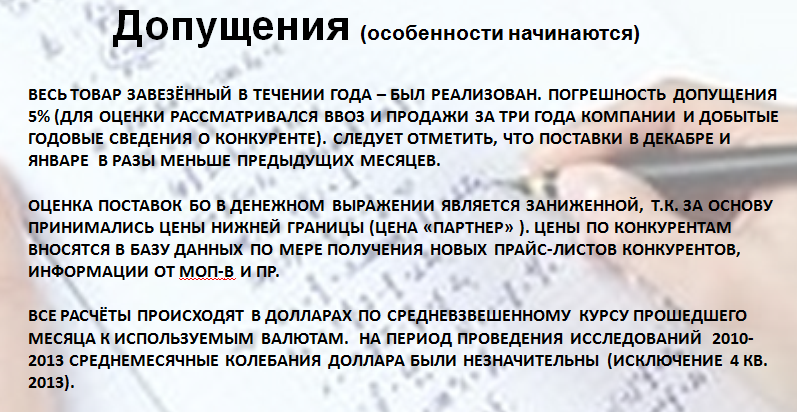 Допущения (особенности начинаются)
ВЕСЬ ТОВАР ЗАВЕЗЁННЫЙ В ТЕЧЕНИИ ГОДА – БЫЛ РЕАЛИЗОВАН. ПОГРЕШНОСТЬ ДОПУЩЕНИЯ
5% (ДЛЯ ОЦЕНКИ РАССМАТРИВАЛСЯ ВВОЗ И ПРОДАЖИ ЗА ТРИ ГОДА КОМПАНИИ И ДОБЫТЫЕ
ГОДОВЫЕ СВЕДЕНИЯ О КОНКУРЕНТЕ). СЛЕДУЕТ ОТМЕТИТЬ, ЧТО ПОСТАВКИ В ДЕКАБРЕ И
ЯНВАРЕ В РАЗЫ МЕНЬШЕ ПРЕДЫДУЩИХ МЕСЯЦЕВ.
ОЦЕНКА ПОСТАВОК БО В ДЕНЕЖНОМ ВЫРАЖЕНИИ ЯВЛЯЕТСЯ ЗАНИЖЕННОЙ, Т.К. ЗА ОСНОВУ
ПРИНИМАЛИСЬ ЦЕНЫ НИЖНЕЙ ГРАНИЦЫ (ЦЕНА «ПАРТНЕР» ). ЦЕНЫ ПО КОНКУРЕНТАМ
ВНОСЯТСЯ В БАЗУ ДАННЫХ ПО МЕРЕ ПОЛУЧЕНИЯ НОВЫХ ПРАЙС-ЛИСТОВ КОНКУРЕНТОВ,
ИНФОРМАЦИИ ОТ МОП-В И ПР.
ВСЕ РАСЧЁТЫ ПРОИСХОДЯТ В ДОЛЛАРАХ ПО СРЕДНЕВЗВЕШЕННОМУ КУРСУ ПРОШЕДШЕГО
МЕСЯЦА К ИСПОЛЬЗУЕМЫМ ВАЛЮТАМ. НА ПЕРИОД ПРОВЕДЕНИЯ ИССЛЕДОВАНИЙ 2010-
2013 СРЕДНЕМЕСЯЧНЫЕ КОЛЕБАНИЯ ДОЛЛАРА БЫЛИ НЕЗНАЧИТЕЛЬНЫ (ИСКЛЮЧЕНИЕ 4 КВ.
2013).